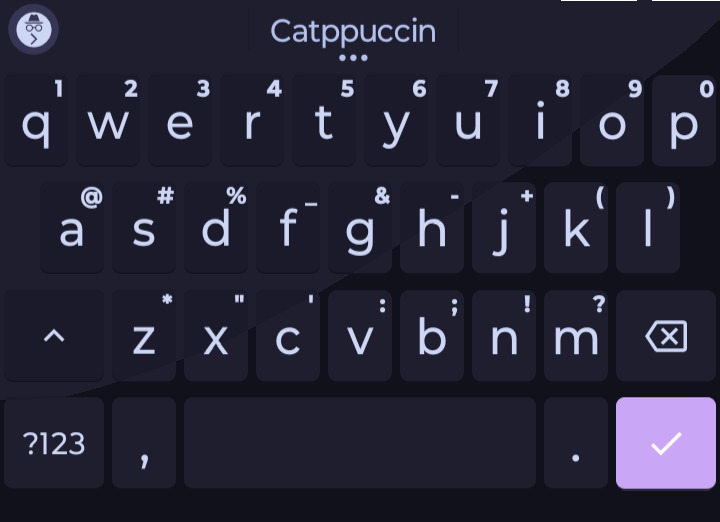 Catppuccin
1 2 3 4 5 6 7 8 9 0
q w e r t y u i o p
@ # % _ & - + ( )
a s d f g h j k l
* " ' : ; ! ?
z x c v b n m
?123 , .